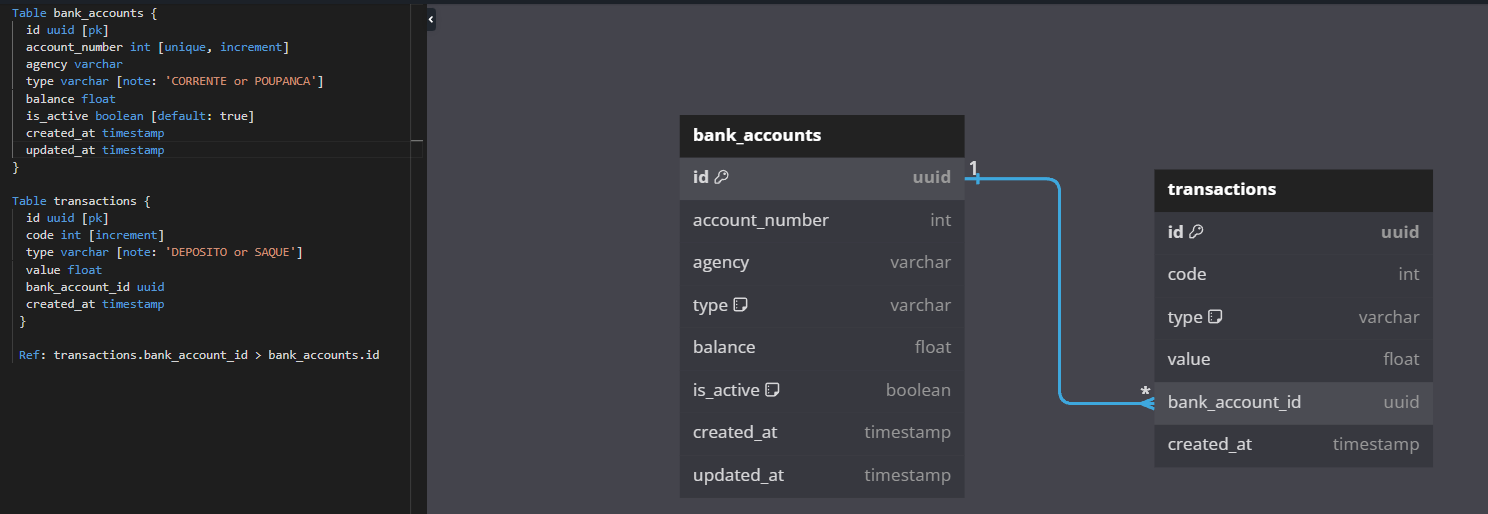 Table bank_accounts {
id uuid [pk]
account_number int [unique, increment]
agency varchar
type varchar [note: 'CORRENTE or POUPANCA']
balance float
is_active boolean [default: true]
created_at timestamp
updated_at timestamp
}
Table transactions {
id uuid [pk]
code int [increment]
type varchar [note: 'DEPOSITO or SAQUE']
value float
bank_account_id uuid
created_at timestamp
}
Ref: transactions.bank_account_id > bank_accounts.id
bank_accounts
id uuid
account_number int
agency varchar
type varchar
balance float
is_active boolean
created_at timestamp
updated_at timestamp
1
*
transactions
id uuid
code int
type varchar
value float
bank_account_id uuid
created_at timestamp